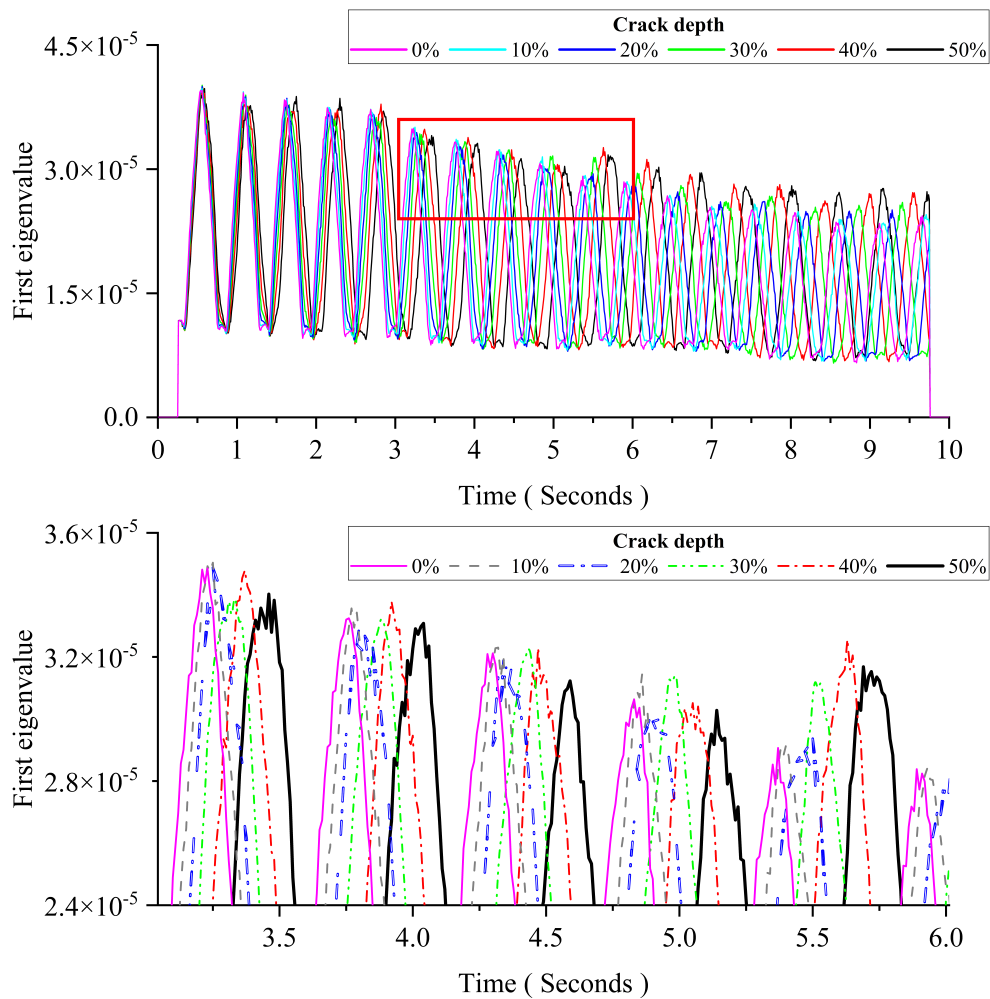 Crack depth
0% 10% 20% 30% 40% 50%
4.5×10⁻⁵
3.0×10⁻⁵
1.5×10⁻⁵
0.0
First eigenvalue
0 1 2 3 4 5 6 7 8 9 10
Time ( Seconds )
Crack depth
0% 10% 20% 30% 40% 50%
3.6×10⁻⁵
3.2×10⁻⁵
2.8×10⁻⁵
2.4×10⁻⁵
First eigenvalue
3.5 4.0 4.5 5.0 5.5 6.0
Time ( Seconds )